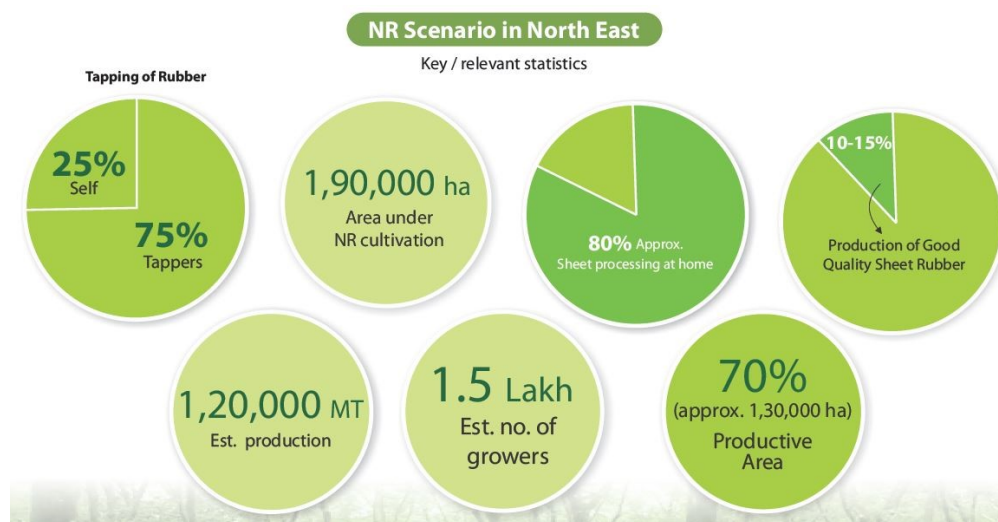 NR Scenario in North East
Key / relevant statistics
Tapping of Rubber
25%
Self
75%
Tappers
1,90,000 ha
Area under
NR cultivation
80% Approx.
Sheet processing at home
10-15%
Production of Good
Quality Sheet Rubber
1,20,000 MT
Est. production
1.5 Lakh
Est. no. of
growers
70%
(approx. 1,30,000 ha)
Productive
Area